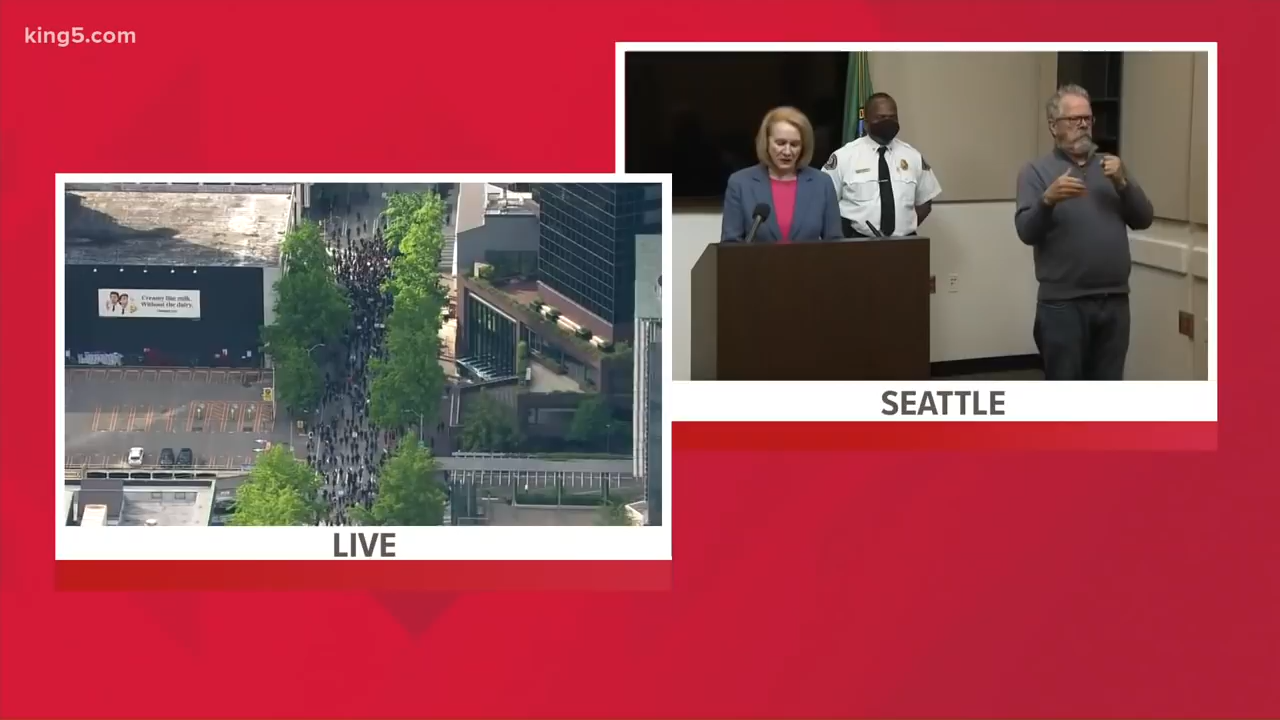 king5.com
SEATTLE
Creamy like milk.
Without the dairy.
LIVE